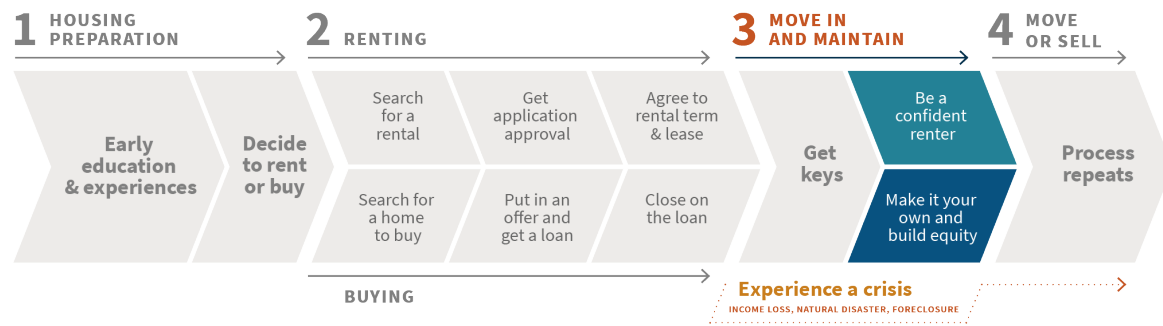 1 HOUSING
PREPARATION
2 RENTING
3 MOVE IN
AND MAINTAIN
4 MOVE
OR SELL
Early
education
& experiences
Decide
to rent
or buy
Search
for a
rental
Get
application
approval
Agree to
rental term
& lease
Search for
a home
to buy
Put in an
offer and
get a loan
Close on
the loan
Get
keys
Be a
confident
renter
Make it your
own and
build equity
Process
repeats
BUYING
Experience a crisis
INCOME LOSS, NATURAL DISASTER, FORECLOSURE